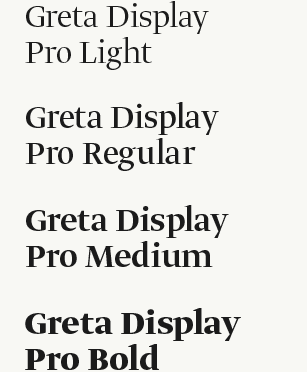 Greta Display
Pro Light
Greta Display
Pro Regular
Greta Display
Pro Medium
Greta Display
Pro Bold